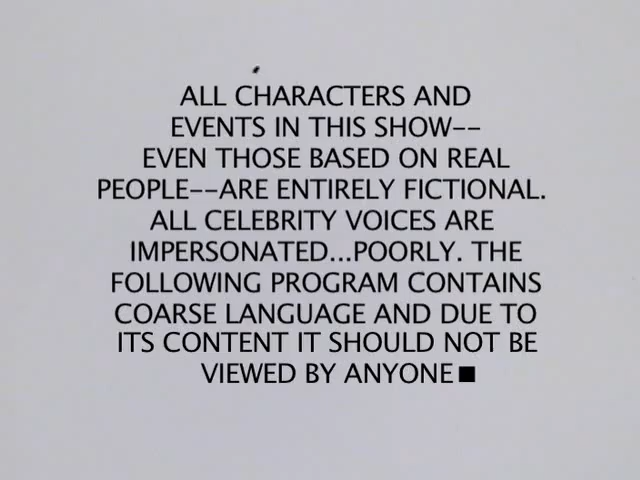 ALL CHARACTERS AND
EVENTS IN THIS SHOW--
EVEN THOSE BASED ON REAL
PEOPLE--ARE ENTIRELY FICTIONAL.
ALL CELEBRITY VOICES ARE
IMPERSONATED...POORLY. THE
FOLLOWING PROGRAM CONTAINS
COARSE LANGUAGE AND DUE TO
ITS CONTENT IT SHOULD NOT BE
VIEWED BY ANYONE ■